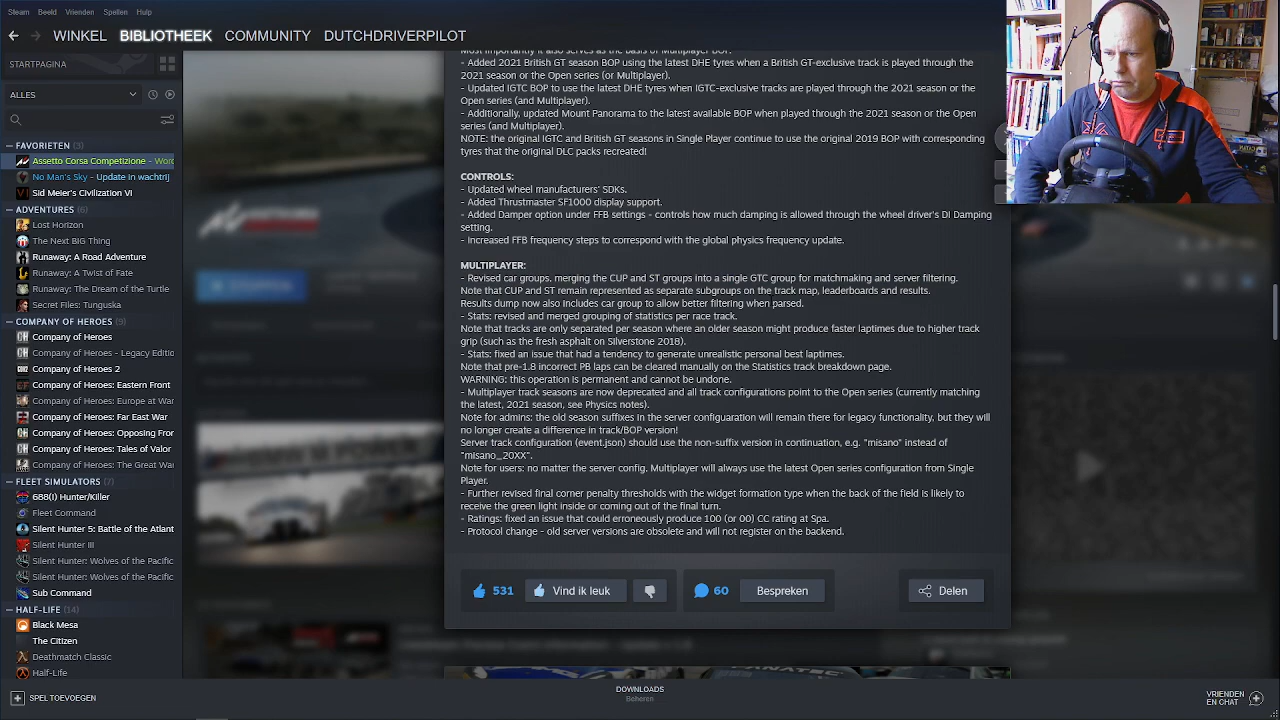 Steam Beeld Vrienden Spellen Hulp
WINKEL BIBLIOTHEEK COMMUNITY DUTCHDRIVERPILOT
STARTPAGINA
ALLES
FAVORIETEN (3)
Assetto Corsa Competizione - Word
No Man's Sky - Update in wachtrij
Sid Meier's Civilization VI
ADVENTURES (6)
Lost Horizon
The Next BIG Thing
Runaway: A Road Adventure
Runaway: A Twist of Fate
Runaway: The Dream of the Turtle
Secret Files: Tunguska
COMPANY OF HEROES (9)
Company of Heroes
Company of Heroes - Legacy Editio
Company of Heroes 2
Company of Heroes: Eastern Front
Company of Heroes: Europe at War
Company of Heroes: Far East War
Company of Heroes: Opposing Fron
Company of Heroes: Tales of Valor
Company of Heroes: The Great War
FLEET SIMULATORS (7)
688(I) Hunter/Killer
Fleet Command
Silent Hunter 5: Battle of the Atlant
Silent Hunter III
Silent Hunter: Wolves of the Pacific
Silent Hunter: Wolves of the Pacific
Sub Command
HALF-LIFE (14)
Black Mesa
The Citizen
Deathmatch Classic
Half-Life
SPEL TOEVOEGEN
Most importantly it also serves as the basis of Multiplayer BOP.
- Added 2021 British GT season BOP using the latest DHE tyres when a British GT-exclusive track is played through the
2021 season or the Open series (or Multiplayer).
- Updated IGTC BOP to use the latest DHE tyres when IGTC-exclusive tracks are played through the 2021 season or the
Open series (and Multiplayer).
- Additionally, updated Mount Panorama to the latest available BOP when played through the 2021 season or the Open
series (and Multiplayer).
NOTE: the original IGTC and British GT seasons in Single Player continue to use the original 2019 BOP with corresponding
tyres that the original DLC packs recreated!
CONTROLS:
- Updated wheel manufacturers' SDKs.
- Added Thrustmaster SF1000 display support.
- Added Damper option under FFB settings - controls how much damping is allowed through the wheel driver's DI Damping
setting.
- Increased FFB frequency steps to correspond with the global physics frequency update.
MULTIPLAYER:
- Revised car groups, merging the CUP and ST groups into a single GTC group for matchmaking and server filtering.
Note that CUP and ST remain represented as separate subgroups on the track map, leaderboards and results.
Results dump now also includes car group to allow better filtering when parsed.
- Stats: revised and merged grouping of statistics per race track.
Note that tracks are only separated per season where an older season might produce faster laptimes due to higher track
grip (such as the fresh asphalt on Silverstone 2018).
- Stats: fixed an issue that had a tendency to generate unrealistic personal best laptimes.
Note that pre-1.8 incorrect PB laps can be cleared manually on the Statistics track breakdown page.
WARNING: this operation is permanent and cannot be undone.
- Multiplayer track seasons are now deprecated and all track configurations point to the Open series (currently matching
the latest, 2021 season, see Physics notes).
Note for admins: the old season suffixes in the server configuaration will remain there for legacy functionality, but they will
no longer create a difference in track/BOP version!
Server track configuration (event.json) should use the non-suffix version in continuation, e.g. "misano" instead of
"misano_20XX".
Note for users: no matter the server config. Multiplayer will always use the latest Open series configuration from Single
Player.
- Further revised final corner penalty thresholds with the widget formation type when the back of the field is likely to
receive the green light inside or coming out of the final turn.
- Ratings: fixed an issue that could erroneously produce 100 (or 00) CC rating at Spa.
- Protocol change - old server versions are obsolete and will not register on the backend.
531 Vind ik leuk 60 Bespreken Delen
FANATEC
DOWNLOADS
Beheren
VRIENDEN
EN CHAT